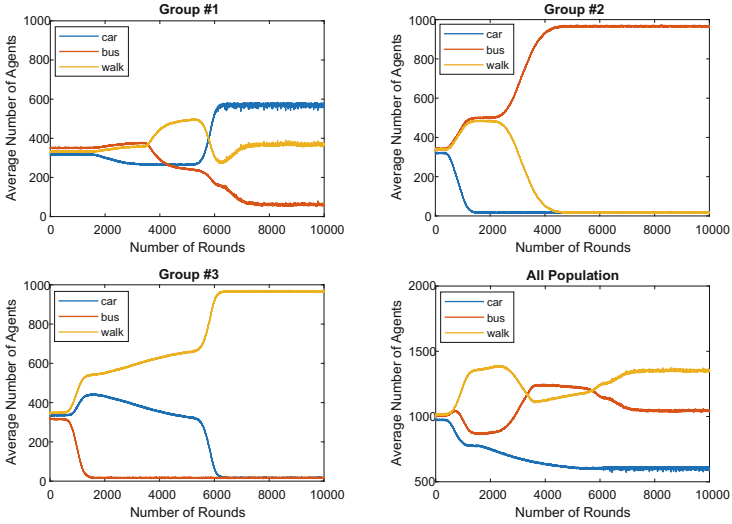 Group #1
car
bus
walk
Average Number of Agents
1000
800
600
400
200
0
0 2000 4000 6000 8000 10000
Number of Rounds
Group #2
car
bus
walk
Average Number of Agents
1000
800
600
400
200
0
0 2000 4000 6000 8000 10000
Number of Rounds
Group #3
car
bus
walk
Average Number of Agents
1000
800
600
400
200
0
0 2000 4000 6000 8000 10000
Number of Rounds
All Population
car
bus
walk
Average Number of Agents
2000
1500
1000
500
0 2000 4000 6000 8000 10000
Number of Rounds